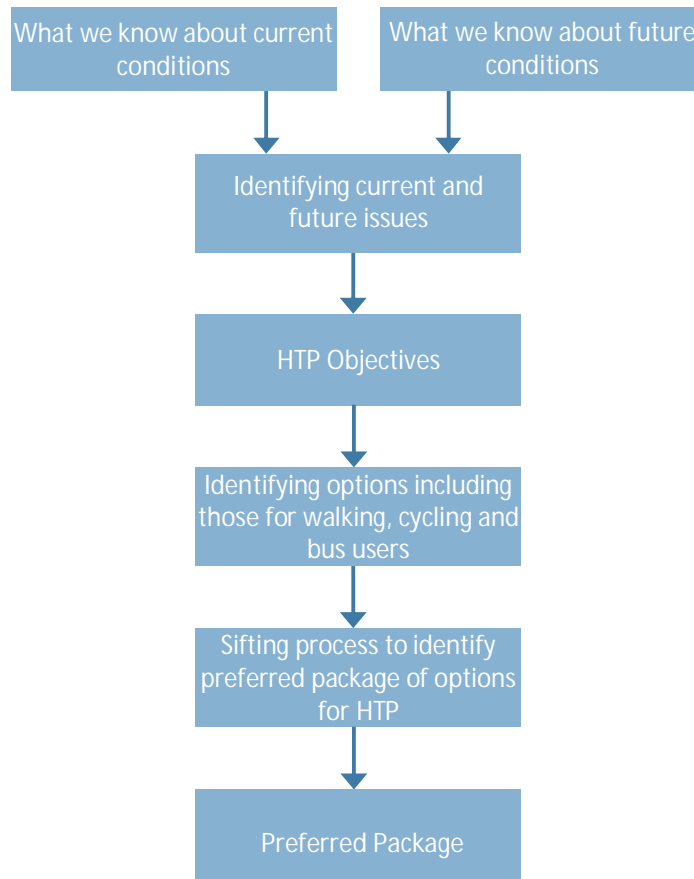 What we know about current
conditions
What we know about future
conditions
Identifying current and
future issues
HTP Objectives
Identifying options including
those for walking, cycling and
bus users
Sifting process to identify
preferred package of options
for HTP
Preferred Package